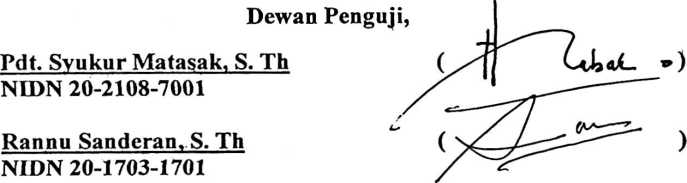 Dewan Penguji,
Pdt. Syukur Matasak, S. Th
( )
NIDN 20-2108-7001
Rannu Sanderan, S. Th
( )
NIDN 20-1703-1701